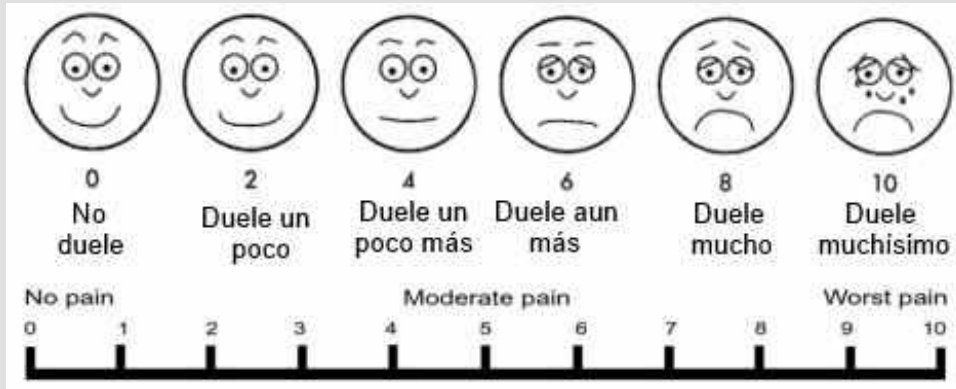 0 2 4 6 8 10
No duele
Duele un poco
Duele un poco más
Duele aun más
Duele mucho
Duele muchisimo
No pain Moderate pain Worst pain
0 1 2 3 4 5 6 7 8 9 10